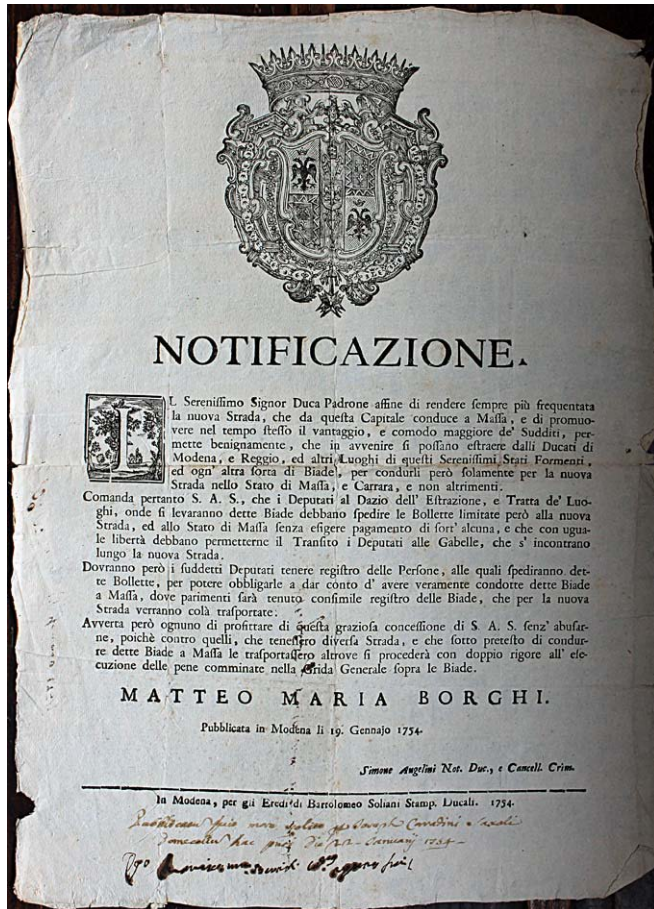 NOTIFICAZIONE.
IL Serenissimo Signor Duca Padrone affine di rendere sempre più frequentata
la nuova Strada, che da questa Capitale conduce a Massa, e di promuo-
vere nel tempo stesso il vantaggio, e comodo maggiore de' Sudditi, per-
mette benignamente, che in avvenire si possano estraere dalli Ducati di
Modena, e Reggio, ed altri Luoghi di questi Serenissimi Stati Formenti,
ed ogn' altra sorta di Biade, per condurli però solamente per la nuova
Strada nello Stato di Massa, e Carrara, e non altrimenti.
Comanda pertanto S. A. S., che i Deputati al Dazio dell' Estrazione, e Tratta de' Luo-
ghi, onde si levaranno dette Biade debbano spedire le Bollette limitate però alla nuova
Strada, ed allo Stato di Massa senza esigere pagamento di sort' alcuna, e che con ugua-
le libertà debbano permetterne il Transito i Deputati alle Gabelle, che s' incontrano
lungo la nuova Strada.
Dovranno però i suddetti Deputati tenere registro delle Persone, alle quali spediranno det-
te Bollette, per potere obbligarle a dar conto d' avere veramente condotte dette Biade
a Massa, dove parimenti sarà tenuto consimile registro delle Biade, che per la nuova
Strada verranno colà trasportate.
Avverta però ognuno di profittare di questa graziosa concessione di S. A. S. senz' abusar-
ne, poichè contro quelli, che tenessero diversa Strada, e che sotto pretesto di condur-
re dette Biade a Massa le trasportassero altrove si procederà con doppio rigore all' ese-
cuzione delle pene comminate nella Grida Generale sopra le Biade.
MATTEO MARIA BORGHI.
Pubblicata in Modena li 19. Gennajo 1754.
Simone Angelini Not. Duc., e Cancell. Crim.
In Modena, per gli Eredi di Bartolomeo Soliani Stamp. Ducali. 1754.
more solito Joseph
hac die 22 Januarij 1754